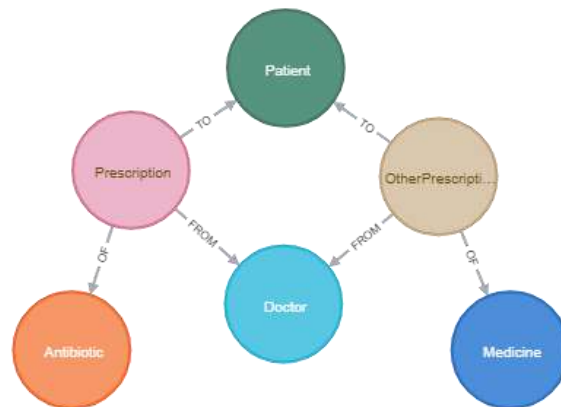 Patient
TO
TO
Prescription
OtherPrescripti...
FROM
FROM
OF
OF
Doctor
Antibiotic
Medicine